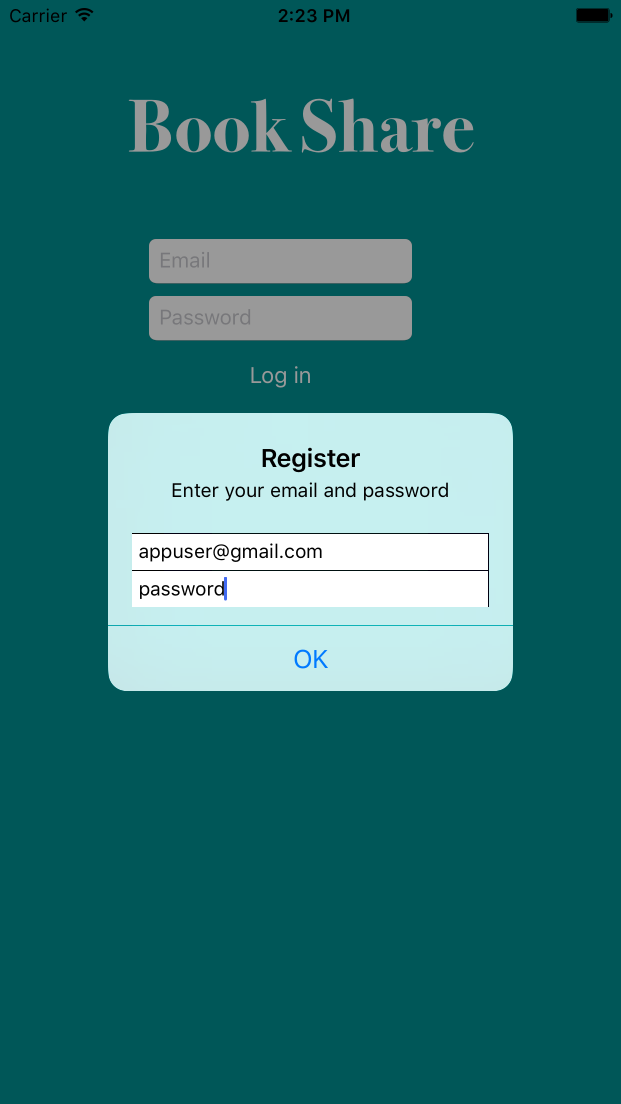 Carrier 2:23 PM
Book Share
Email
Password
Log in
Register
Enter your email and password
appuser@gmail.com
password
OK